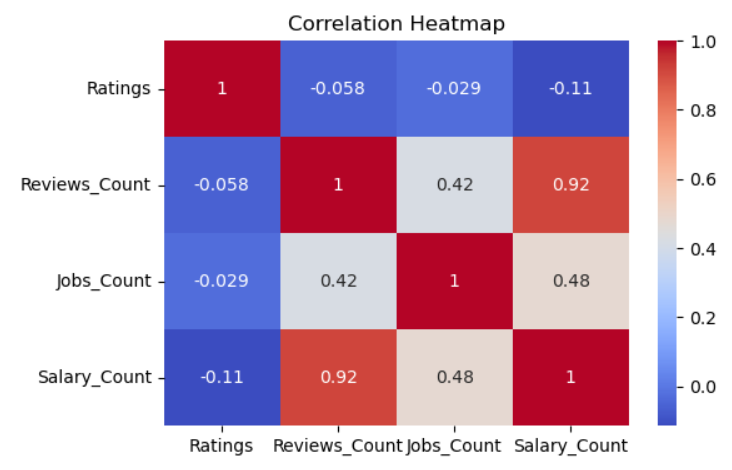 Correlation Heatmap
Ratings 1 -0.058 -0.029 -0.11
Reviews_Count -0.058 1 0.42 0.92
Jobs_Count -0.029 0.42 1 0.48
Salary_Count -0.11 0.92 0.48 1
Ratings Reviews_Count Jobs_Count Salary_Count
1.0
0.8
0.6
0.4
0.2
0.0